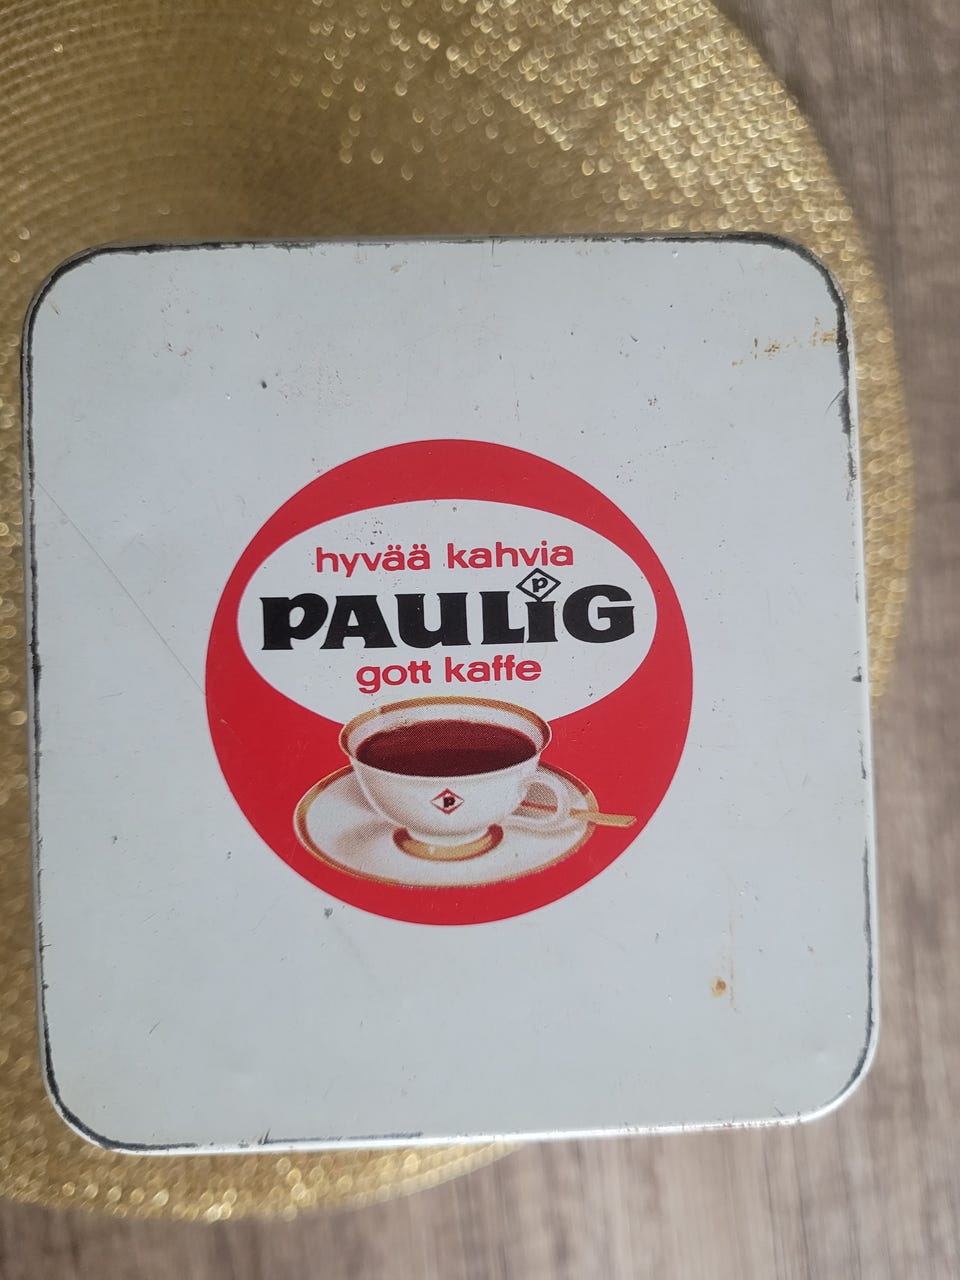 hyvää kahvia
P
PAULiG
gott kaffe
P